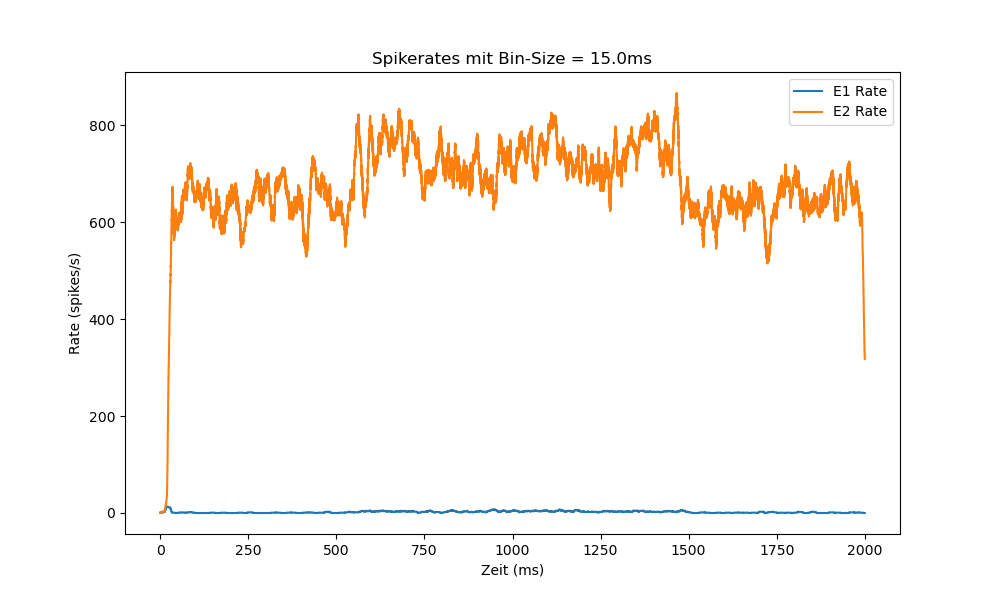 Spikerates mit Bin-Size = 15.0ms
E1 Rate
E2 Rate
Rate (spikes/s)
800
600
400
200
0
0 250 500 750 1000 1250 1500 1750 2000
Zeit (ms)